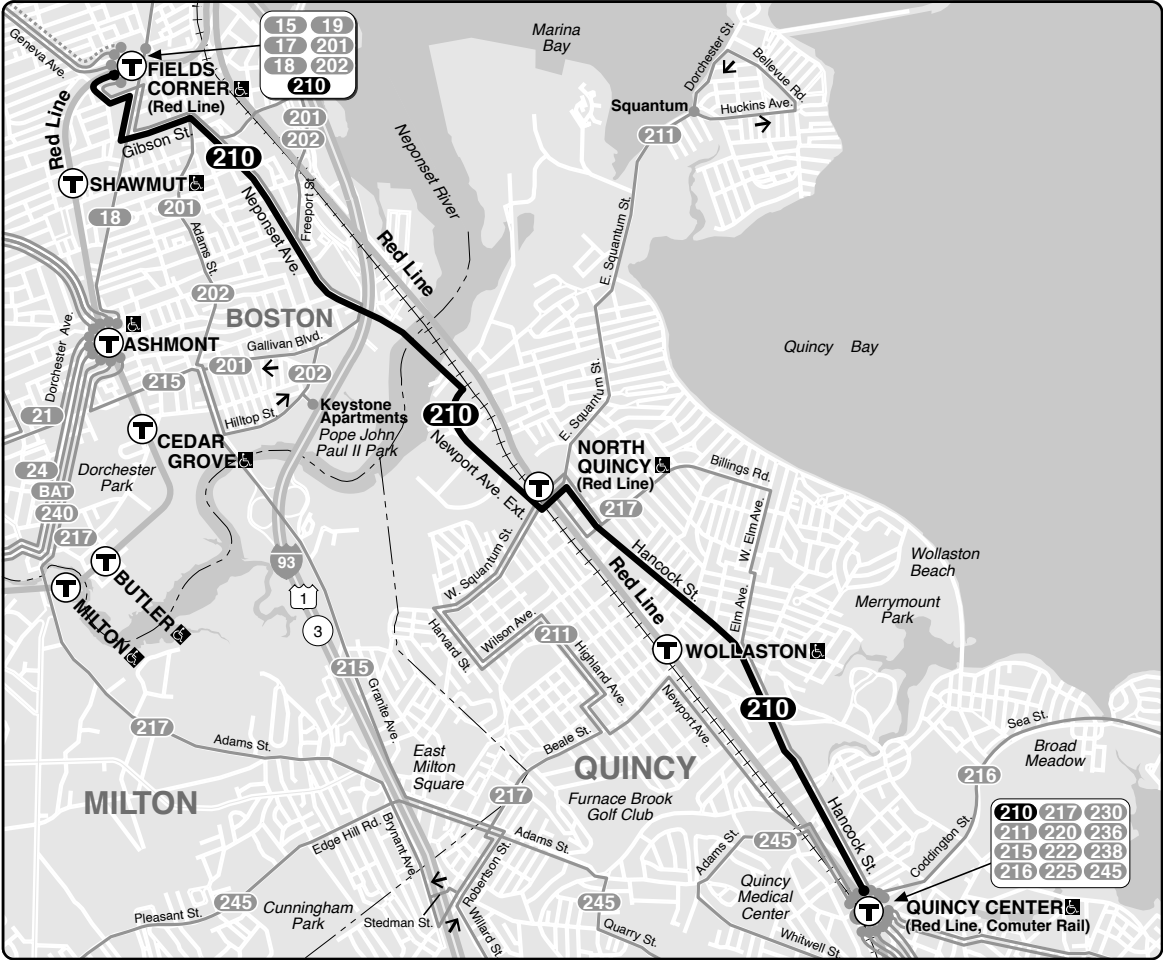 Geneva Ave.
T
FIELDS
CORNER
(Red Line)
15 19
17 201
18 202
210
201
202
Marina
Bay
Dorchester St.
Bellevue Rd.
Squantum
Huckins Ave.
211
Red Line
Gibson St.
210
T
SHAWMUT
18
201
Adams St.
Neponset Ave.
Freeport St.
Neponset River
Red Line
E. Squantum St.
202
BOSTON
Dorchester Ave.
T
ASHMONT
Gallivan Blvd.
201
202
215
Quincy Bay
21
Hilltop St.
Keystone
Apartments
Pope John
Paul II Park
210
E. Squantum St.
T
CEDAR
GROVE
Newport Ave. Ext.
NORTH
QUINCY
(Red Line)
T
Billings Rd.
24
BAT
240
217
Dorchester
Park
217
W. Elm Ave.
Hancock St.
93
1
3
T
BUTLER
T
MILTON
W. Squantum St.
Red Line
Elm Ave.
Wollaston
Beach
Merrymount
Park
Harvard St.
Wilson Ave.
211
Highland Ave.
T
WOLLASTON
215
Granite Ave.
Newport Ave.
210
217
Adams St.
Beale St.
East
Milton
Square
QUINCY
Sea St.
Broad
Meadow
216
MILTON
217
Furnace Brook
Golf Club
Hancock St.
Coddington St.
210 217 230
211 220 236
215 222 238
216 225 245
Edge Hill Rd.
Brynant Ave.
Adams St.
Adams St.
245
Robertson St.
Quincy
Medical
Center
245
Pleasant St.
Cunningham
Park
Stedman St.
Willard St.
245
Quarry St.
Whitwell St.
T
QUINCY CENTER
(Red Line, Comuter Rail)